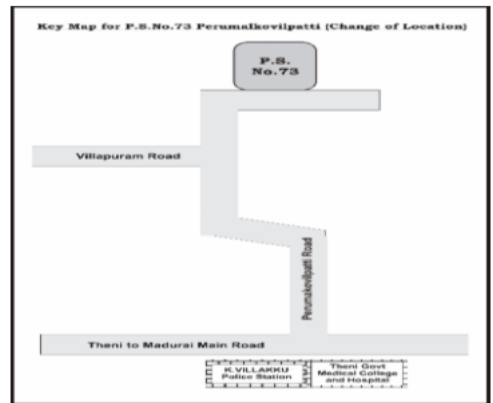 Key Map for P.S.No.73 Perumalkovilpatti (Change of Location)
P.S.
No.73
Villapuram Road
Perumakovilpatti Road
Theni to Madurai Main Road
K.VILLAKKU
Police Station
Theni Govt
Medical College
and Hospital